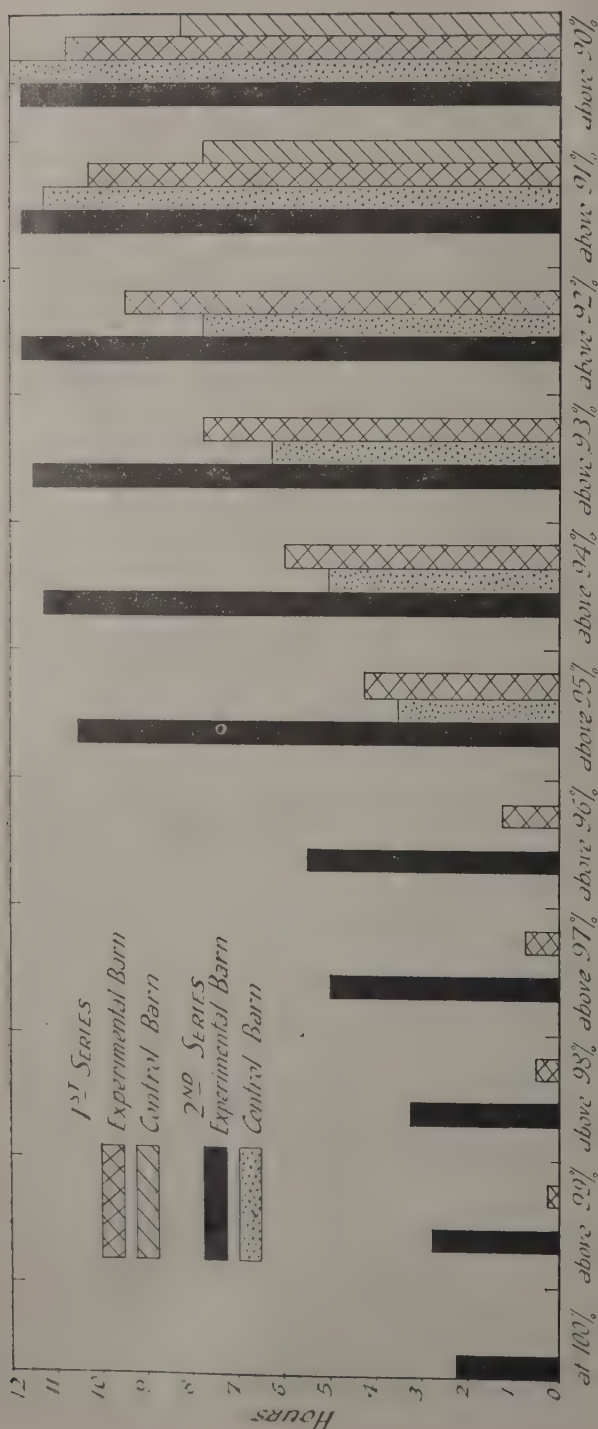 HOURS
12
11
10
9
8
7
6
5
4
3
2
1
0
1ST SERIES
Experimental Barn
Control Barn
2ND SERIES
Experimental Barn
Control Barn
at 100%
above 99%
above 98%
above 97%
above 96%
above 95%
above 94%
above 93%
above 92%
above 91%
above 90%